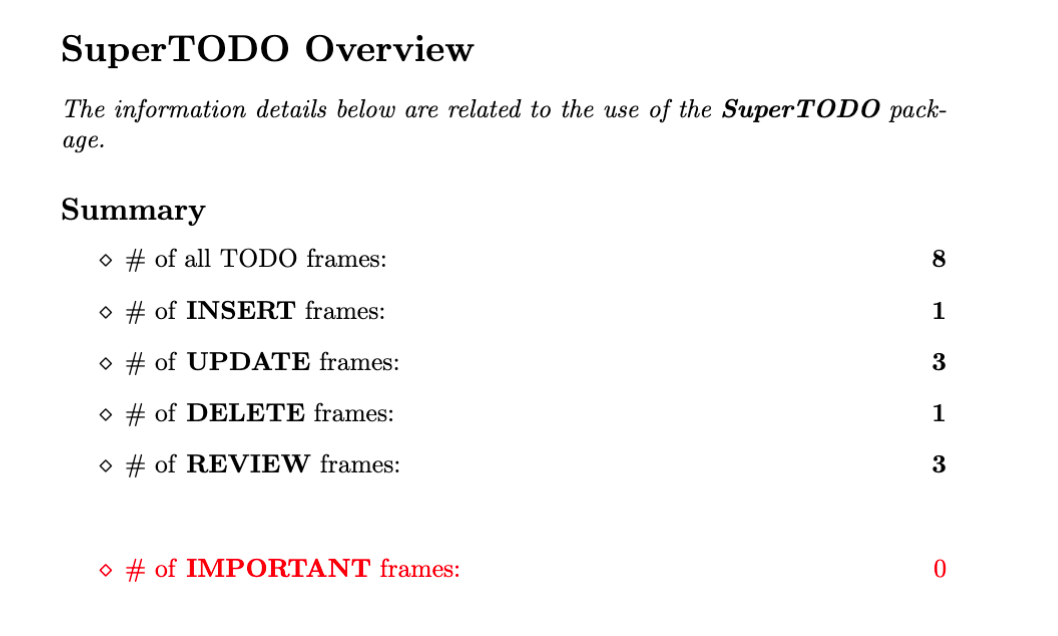 SuperTODO Overview
The information details below are related to the use of the SuperTODO pack-
age.
Summary
⋄ # of all TODO frames: 8
⋄ # of INSERT frames: 1
⋄ # of UPDATE frames: 3
⋄ # of DELETE frames: 1
⋄ # of REVIEW frames: 3
⋄ # of IMPORTANT frames: 0